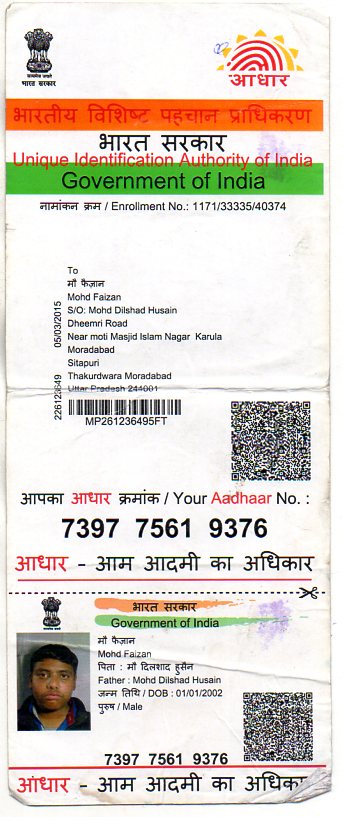 सत्यमेव जयते
भारत सरकार
आधार
भारतीय विशिष्ट पहचान प्राधिकरण
भारत सरकार
Unique Identification Authority of India
Government of India
नामांकन क्रम / Enrollment No.: 1171/33335/40374
To
मौ फैज़ान
Mohd Faizan
S/O: Mohd Dilshad Husain
Dheemri Road
Near moti Masjid Islam Nagar Karula
Moradabad
Sitapuri
Thakurdwara Moradabad
Uttar Pradesh 244001
05/03/2015
MP261236495FT
आपका आधार क्रमांक / Your Aadhaar No. :
7397 7561 9376
आधार - आम आदमी का अधिकार
भारत सरकार
Government of India
मौ फैज़ान
Mohd Faizan
पिता : मौ दिलशाद हुसैन
Father : Mohd Dilshad Husain
जन्म तिथि / DOB : 01/01/2002
पुरुष / Male
7397 7561 9376
आधार - आम आदमी का अधिकार